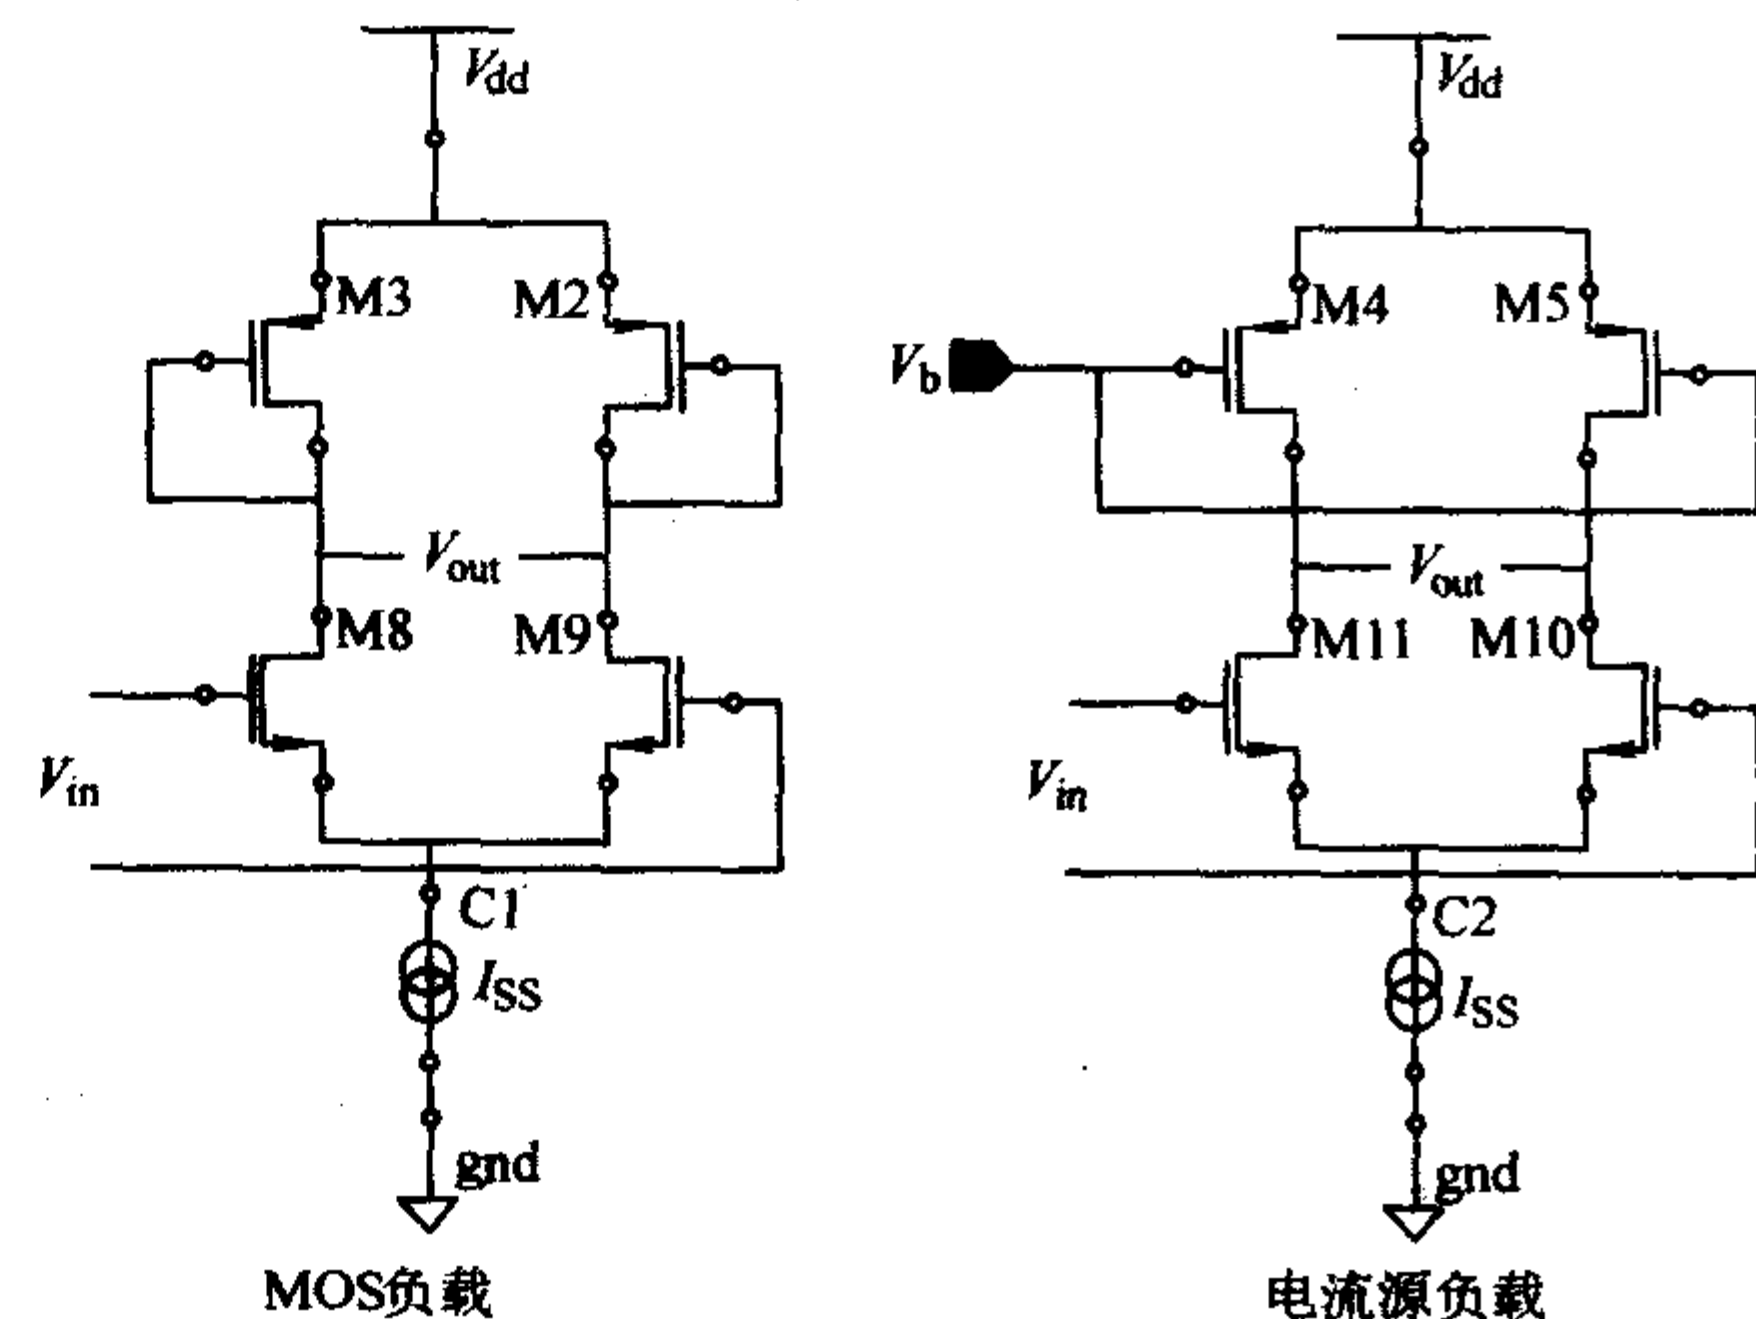 Vdd
M3
M2
Vout
M8
M9
Vin
C1
ISS
gnd
MOS负载
Vdd
M4
M5
Vb
Vout
M11
M10
Vin
C2
ISS
gnd
电流源负载